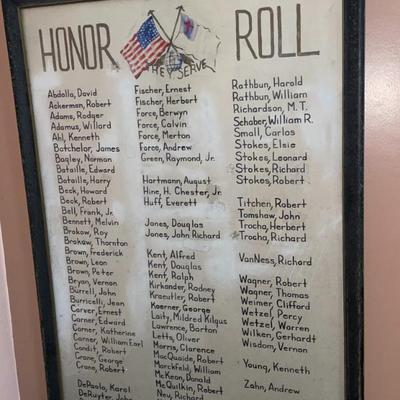 HONOR ROLL
THEY SERVE
Abdalla, David
Ackerman, Robert
Adams, Rodger
Adamus, Willard
Ahl, Kenneth
Batchelor, James
Bagley, Norman
Bataille, Edward
Bataille, Harry
Beck, Howard
Beck, Robert
Bell, Frank, Jr.
Bennett, Melvin
Brokaw, Roy
Brokaw, Thornton
Brown, Frederick
Brown, Leon
Brown, Peter
Bryan, Vernon
Burrell, John
Burricelli, Jean
Carver, Ernest
Carner, Edward
Carner, Katherine
Carner, William Earl
Condit, Robert
Crane, George
Crane, Robert
DePaolo, Karol
DeRuyter, John
Fischer, Ernest
Fischer, Herbert
Force, Berwyn
Force, Calvin
Force, Merton
Force, Andrew
Green, Raymond, Jr.
Hartmann, August
Hine, H. Chester, Jr.
Huff, Everett
Jones, Douglas
Jones, John Richard
Kent, Alfred
Kent, Douglas
Kent, Ralph
Kirkander, Rodney
Kraeutler, Robert
Koerner, George
Laity, Mildred Kilgus
Lawrence, Barton
Letts, Oliver
Morris, Clarence
MacQuaide, Robert
Marckfeld, William
McKeon, Donald
McQuilkin, Robert
Neu, Richard
Rathbun, Harold
Rathbun, William
Richardson, M. T.
Schaber, William R.
Small, Carlos
Stokes, Elsie
Stokes, Leonard
Stokes, Richard
Stokes, Robert
Titchen, Robert
Tomshaw, John
Trocha, Herbert
Trocha, Richard
VanNess, Richard
Wagner, Robert
Wagner, Thomas
Weimer, Clifford
Wetzel, Percy
Wetzel, Warren
Wilken, Gerhardt
Wisdom, Vernon
Young, Kenneth
Zahn, Andrew